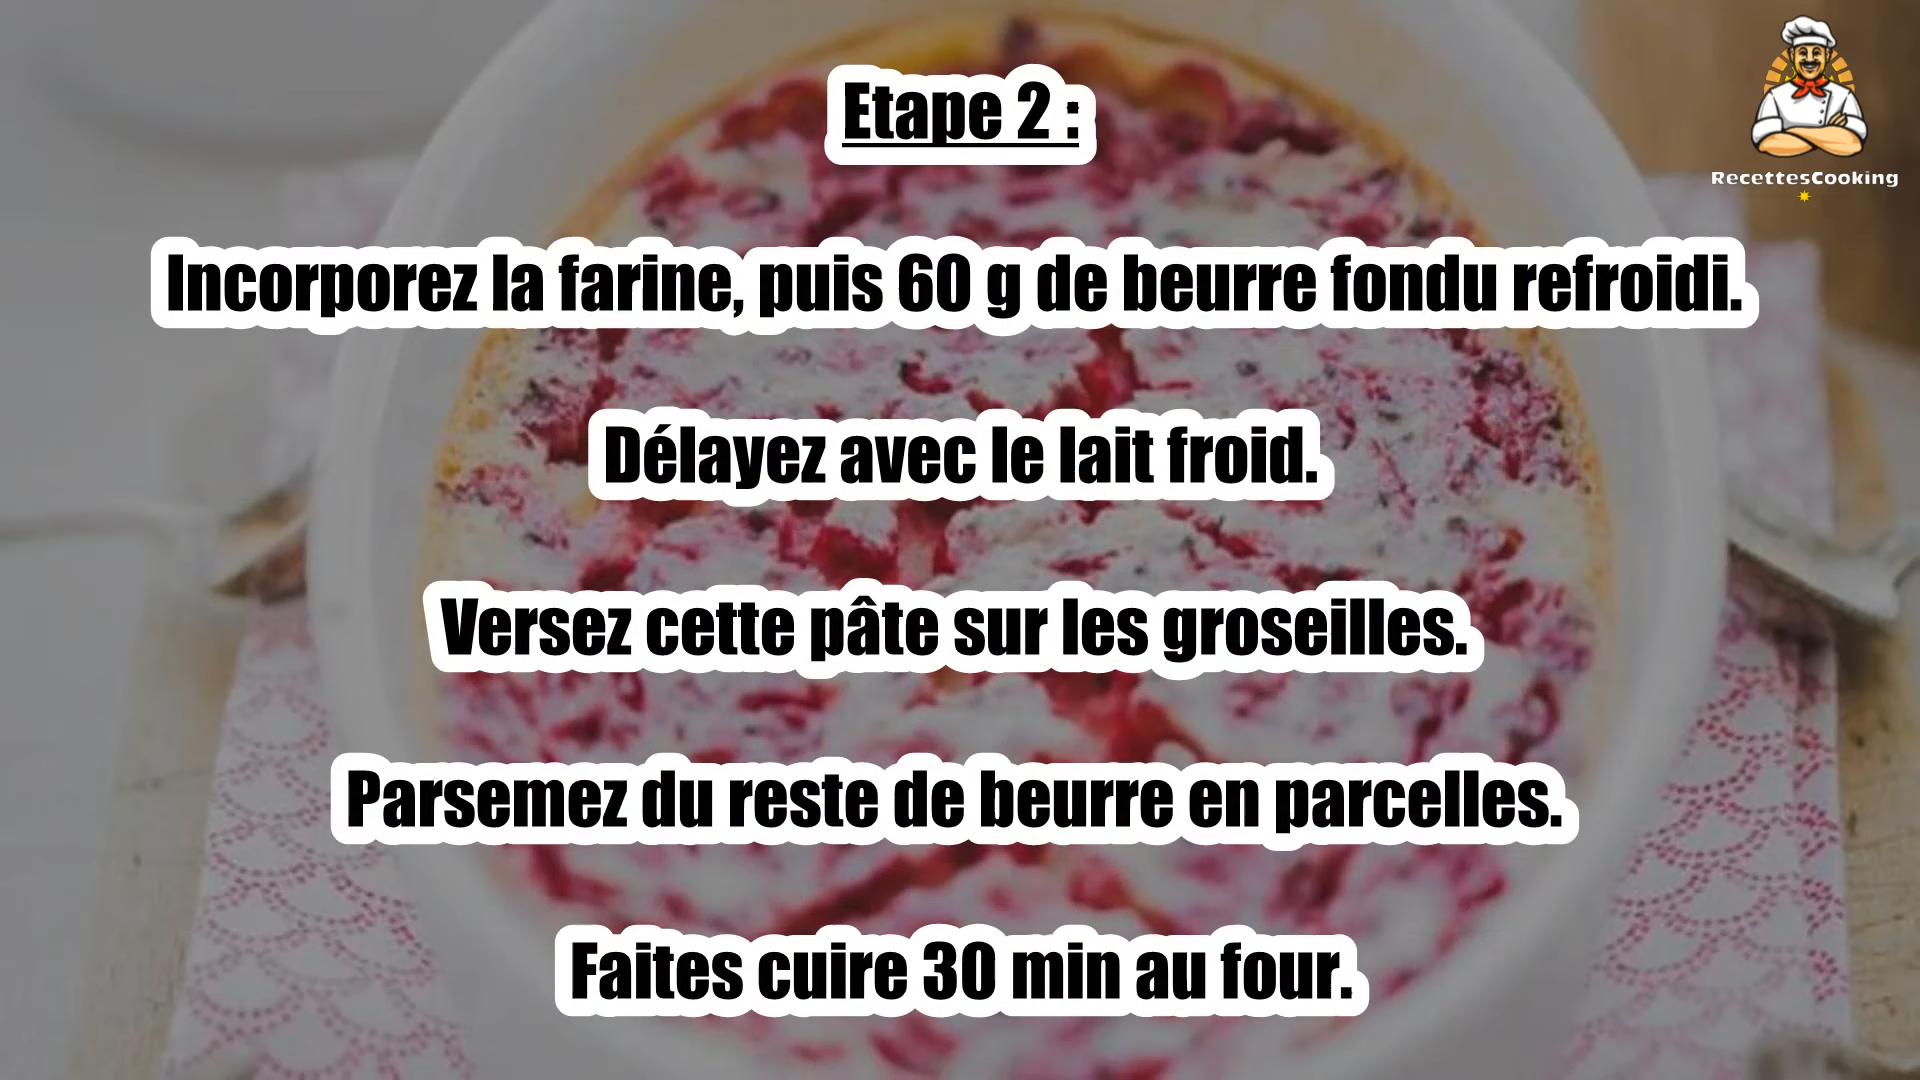 Etape 2 :
RecettesCooking
Incorporez la farine, puis 60 g de beurre fondu refroidi.
Délayez avec le lait froid.
Versez cette pâte sur les groseilles.
Parsemez du reste de beurre en parcelles.
Faites cuire 30 min au four.